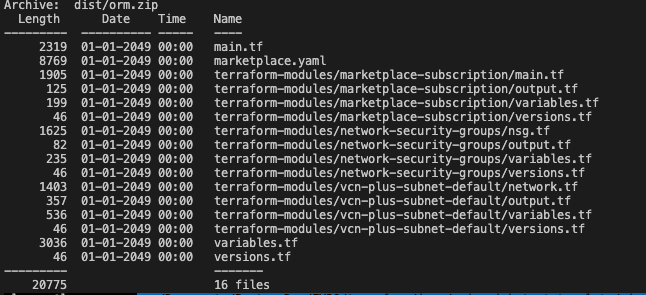 Archive:  dist/orm.zip
  Length      Date    Time    Name
---------  ---------- -----   ----
     2319  01-01-2049 00:00   main.tf
     8769  01-01-2049 00:00   marketplace.yaml
     1905  01-01-2049 00:00   terraform-modules/marketplace-subscription/main.tf
      125  01-01-2049 00:00   terraform-modules/marketplace-subscription/output.tf
      199  01-01-2049 00:00   terraform-modules/marketplace-subscription/variables.tf
       46  01-01-2049 00:00   terraform-modules/marketplace-subscription/versions.tf
     1625  01-01-2049 00:00   terraform-modules/network-security-groups/nsg.tf
       82  01-01-2049 00:00   terraform-modules/network-security-groups/output.tf
      235  01-01-2049 00:00   terraform-modules/network-security-groups/variables.tf
       46  01-01-2049 00:00   terraform-modules/network-security-groups/versions.tf
     1403  01-01-2049 00:00   terraform-modules/vcn-plus-subnet-default/network.tf
      357  01-01-2049 00:00   terraform-modules/vcn-plus-subnet-default/output.tf
      536  01-01-2049 00:00   terraform-modules/vcn-plus-subnet-default/variables.tf
       46  01-01-2049 00:00   terraform-modules/vcn-plus-subnet-default/versions.tf
     3036  01-01-2049 00:00   variables.tf
       46  01-01-2049 00:00   versions.tf
---------                     -------
    20775                     16 files